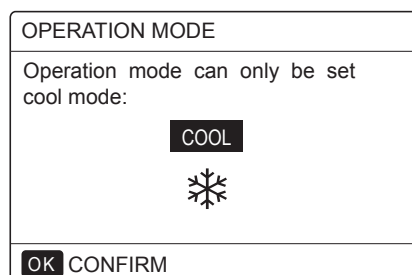 OPERATION MODE
Operation mode can only be set
cool mode:
COOL
OK CONFIRM